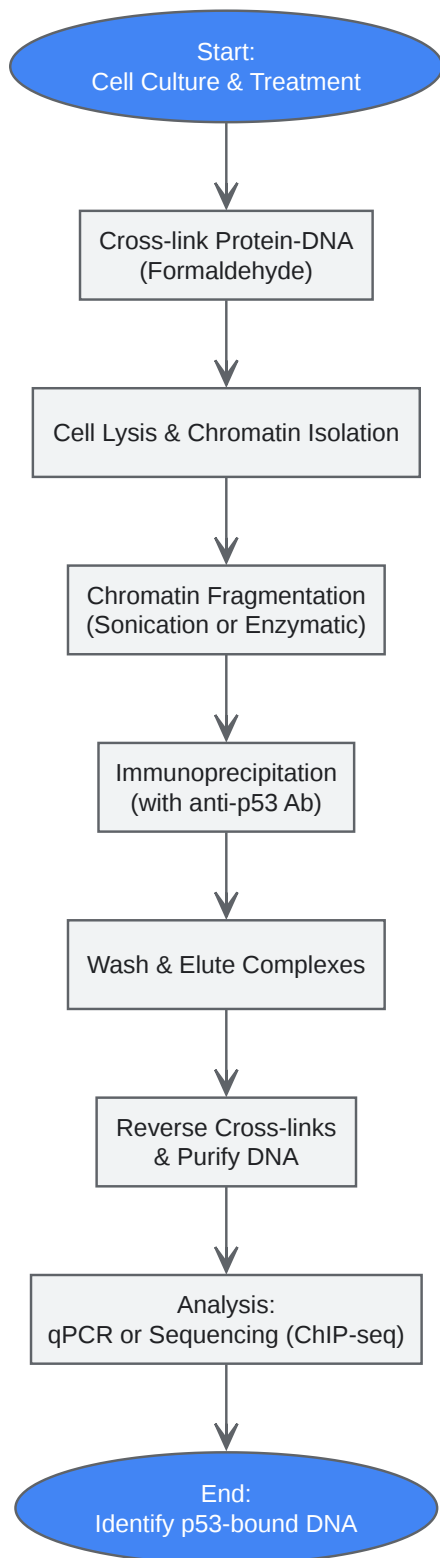 Start:
Cell Culture & Treatment
Cross-link Protein-DNA
(Formaldehyde)
Cell Lysis & Chromatin Isolation
Chromatin Fragmentation
(Sonication or Enzymatic)
Immunoprecipitation
(with anti-p53 Ab)
Wash & Elute Complexes
Reverse Cross-links
& Purify DNA
Analysis:
qPCR or Sequencing (ChIP-seq)
End:
Identify p53-bound DNA